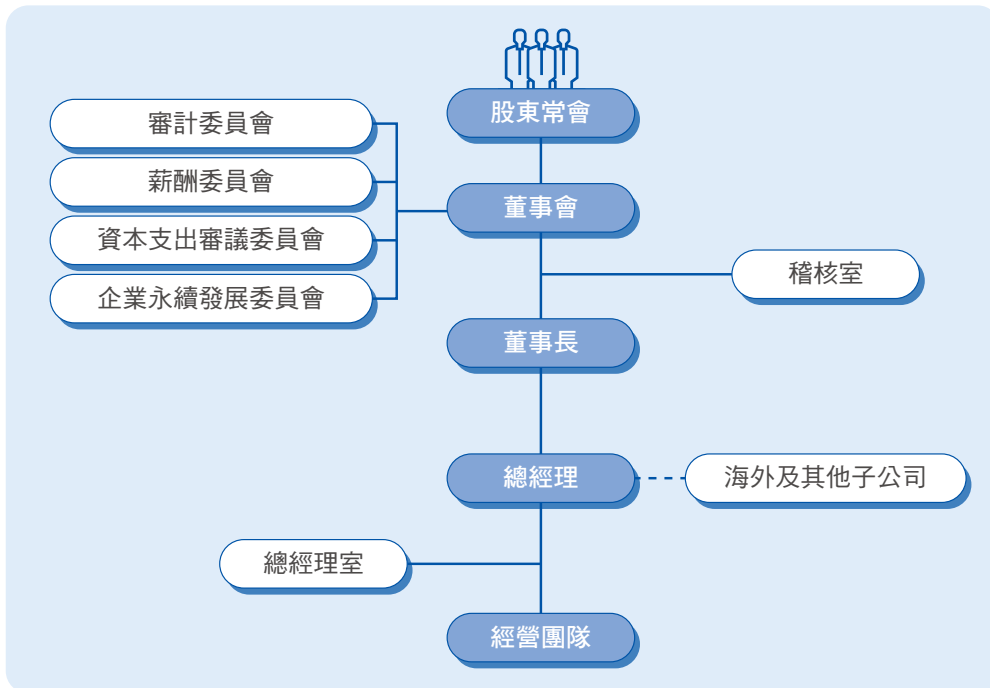 股東常會
審計委員會
薪酬委員會
董事會
資本支出審議委員會
稽核室
企業永續發展委員會
董事長
總經理
海外及其他子公司
總經理室
經營團隊